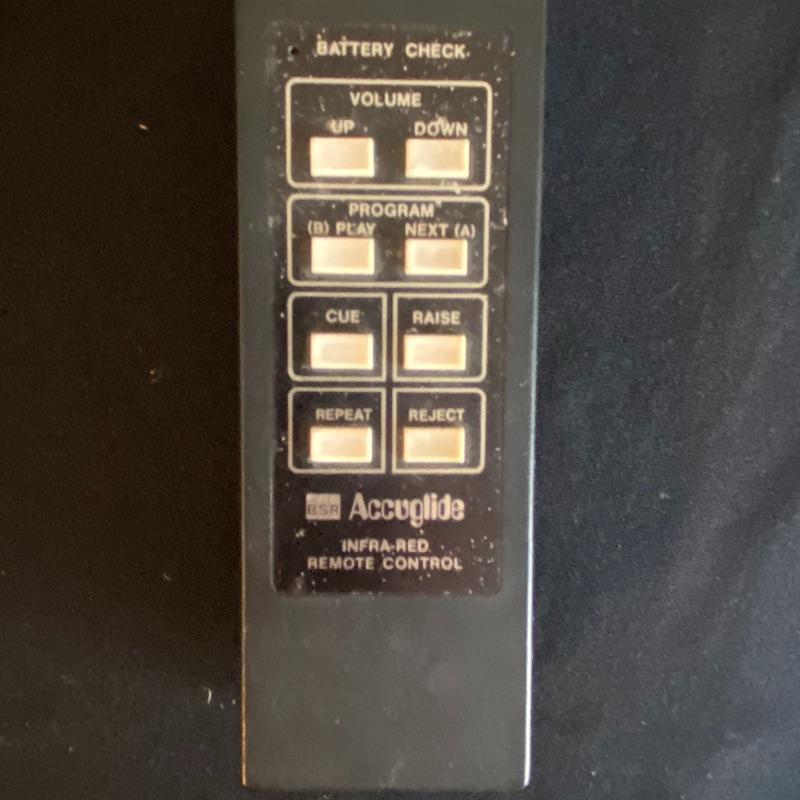 BATTERY CHECK
VOLUME
UP DOWN
PROGRAM
(B) PLAY NEXT (A)
CUE RAISE
REPEAT REJECT
BSR Accuglide
INFRA-RED
REMOTE CONTROL